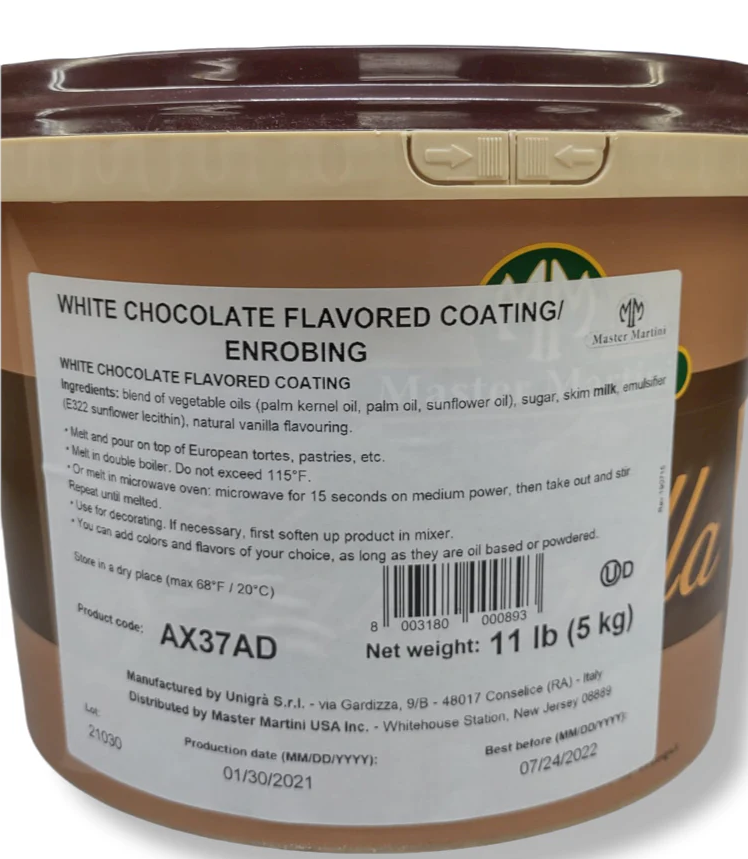 WHITE CHOCOLATE FLAVORED COATING/
ENROBING
MM
Master Martini
WHITE CHOCOLATE FLAVORED COATING
Ingredients: blend of vegetable oils (palm kernel oil, palm oil, sunflower oil), sugar, skim milk, emulsifier
(E322 sunflower lecithin), natural vanilla flavouring.
* Melt and pour on top of European tortes, pastries, etc.
* Melt in double boiler. Do not exceed 115°F.
* Or melt in microwave oven: microwave for 15 seconds on medium power, then take out and stir
Repeat until melted.
* Use for decorating. If necessary, first soften up product in mixer.
* You can add colors and flavors of your choice, as long as they are oil based or powdered.
Store in a dry place (max 68°F / 20°C)
UD
8 003180 000893
Product code: AX37AD
Net weight: 11 lb (5 kg)
Manufactured by Unigrà S.r.l. - via Gardizza, 9/B - 48017 Conselice (RA) - Italy
Distributed by Master Martini USA Inc. - Whitehouse Station, New Jersey 08889
Lot:
21030
Production date (MM/DD/YYYY):
01/30/2021
Best before (MM/DD/YYYY):
07/24/2022
Master Martini
lla